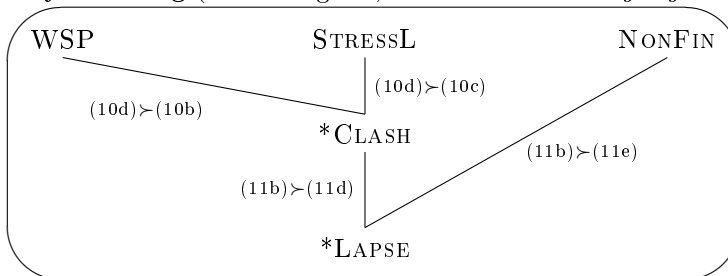 WSP STRESSL NONFIN
(10d)≻(10c)
(10d)≻(10b)
*CLASH
(11b)≻(11e)
(11b)≻(11d)
*LAPSE